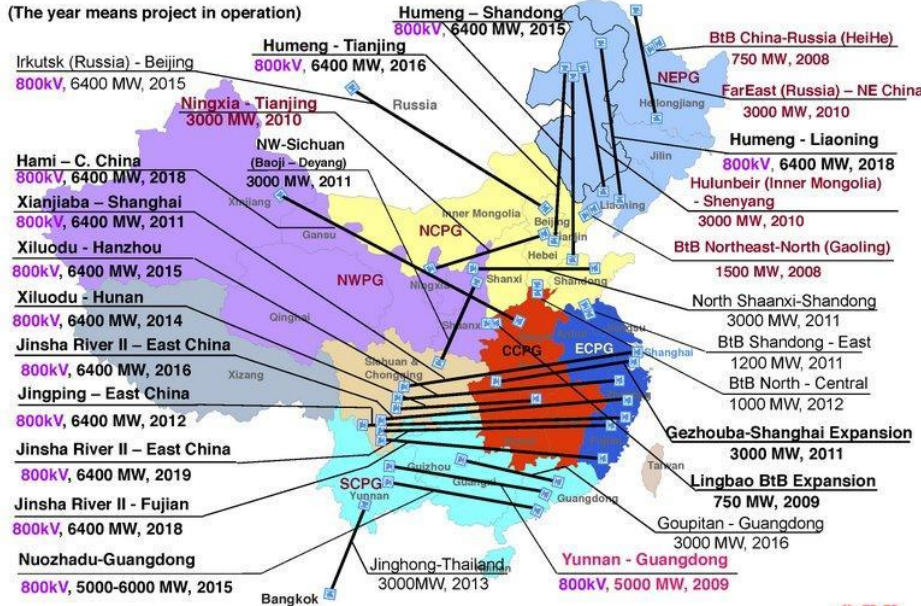 (The year means project in operation)
Humeng – Shandong
800kV, 6400 MW, 2015
Humeng - Tianjing
800kV, 6400 MW, 2016
Irkutsk (Russia) - Beijing
800kV, 6400 MW, 2015
Ningxia - Tianjing
3000 MW, 2010
NW-Sichuan
(Baoji – Deyang)
3000 MW, 2011
Hami – C. China
800kV, 6400 MW, 2018
Xianjiaba – Shanghai
800kV, 6400 MW, 2011
Xiluodu - Hanzhou
800kV, 6400 MW, 2015
Xiluodu - Hunan
800kV, 6400 MW, 2014
Jinsha River II – East China
800kV, 6400 MW, 2016
Jingping – East China
800kV, 6400 MW, 2012
Jinsha River II – East China
800kV, 6400 MW, 2019
Jinsha River II - Fujian
800kV, 6400 MW, 2018
Nuozhadu-Guangdong
800kV, 5000-6000 MW, 2015
BtB China-Russia (HeiHe)
750 MW, 2008
FarEast (Russia) – NE China
3000 MW, 2010
Humeng - Liaoning
800kV, 6400 MW, 2018
Hulunbeir (Inner Mongolia)
- Shenyang
3000 MW, 2010
BtB Northeast-North (Gaoling)
1500 MW, 2008
North Shaanxi-Shandong
3000 MW, 2011
BtB Shandong - East
1200 MW, 2011
BtB North - Central
1000 MW, 2012
Gezhouba-Shanghai Expansion
3000 MW, 2011
Lingbao BtB Expansion
750 MW, 2009
Goupitan - Guangdong
3000 MW, 2016
Yunnan - Guangdong
800kV, 5000 MW, 2009
Jinghong-Thailand
3000MW, 2013
Bangkok
Russia
NEPG
Heilongjiang
Jilin
Liaoning
Inner Mongolia
NCPG
Beijing
Tianjin
Hebei
Xinjiang
Gansu
NWPG
Ningxia
Shanxi
Shandong
Qinghai
Shaanxi
CCPG
ECPG
Shanghai
Xizang
Sichuan &
Chongqing
Fujian
Taiwan
Guizhou
Guangxi
Guangdong
SCPG
Yunnan